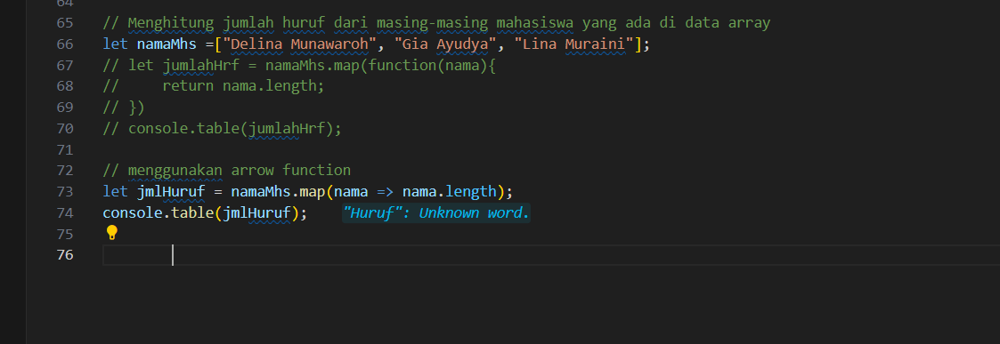 64
65 // Menghitung jumlah huruf dari masing-masing mahasiswa yang ada di data array
66 let namaMhs =["Delina Munawaroh", "Gia Ayudya", "Lina Muraini"];
67 // let jumlahHrf = namaMhs.map(function(nama){
68 //     return nama.length;
69 // })
70 // console.table(jumlahHrf);
71
72 // menggunakan arrow function
73 let jmlHuruf = namaMhs.map(nama => nama.length);
74 console.table(jmlHuruf);    "Huruf": Unknown word.
75
76